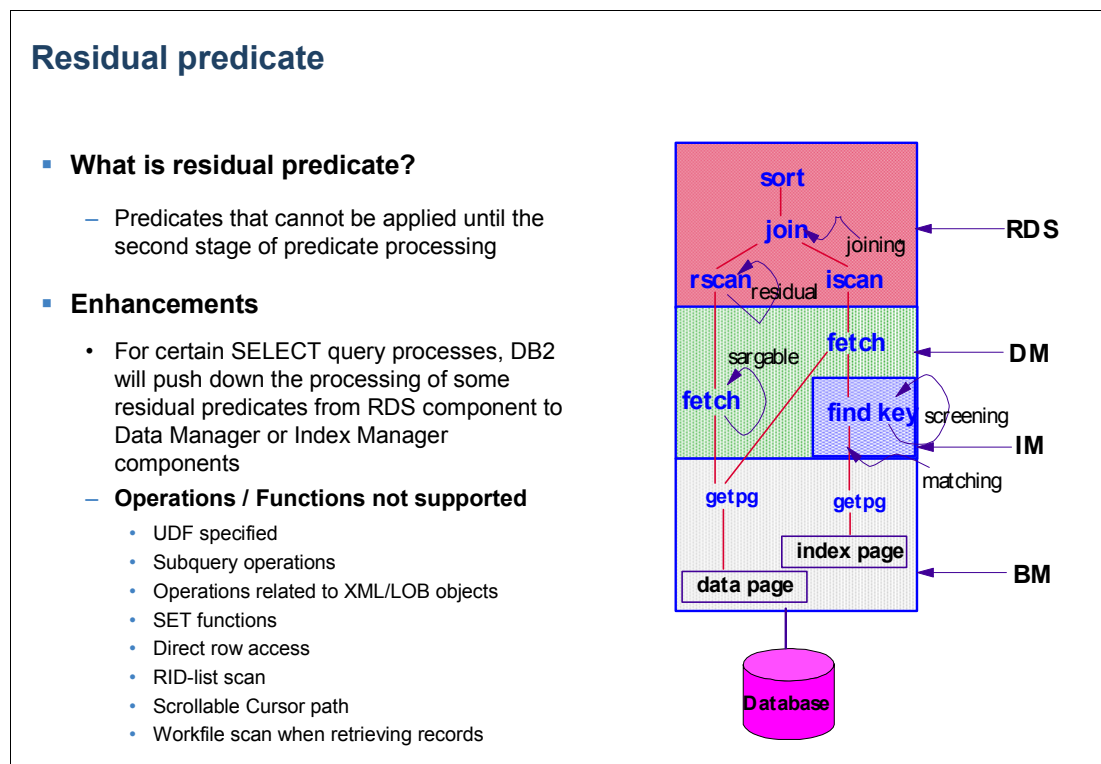 Residual predicate
▪ What is residual predicate?
– Predicates that cannot be applied until the
second stage of predicate processing
▪ Enhancements
• For certain SELECT query processes, DB2
will push down the processing of some
residual predicates from RDS component to
Data Manager or Index Manager
components
– Operations / Functions not supported
• UDF specified
• Subquery operations
• Operations related to XML/LOB objects
• SET functions
• Direct row access
• RID-list scan
• Scrollable Cursor path
• Workfile scan when retrieving records
sort
join
joining
RDS
rscan
iscan
residual
fetch
DM
sargable
fetch
find key
screening
IM
matching
getpg
getpg
index page
data page
BM
Database